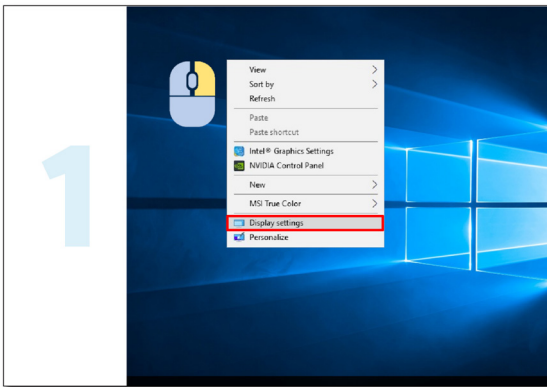 1
View
Sort by
Refresh
Paste
Paste shortcut
Intel® Graphics Settings
NVIDIA Control Panel
New
MSI True Color
Display settings
Personalize